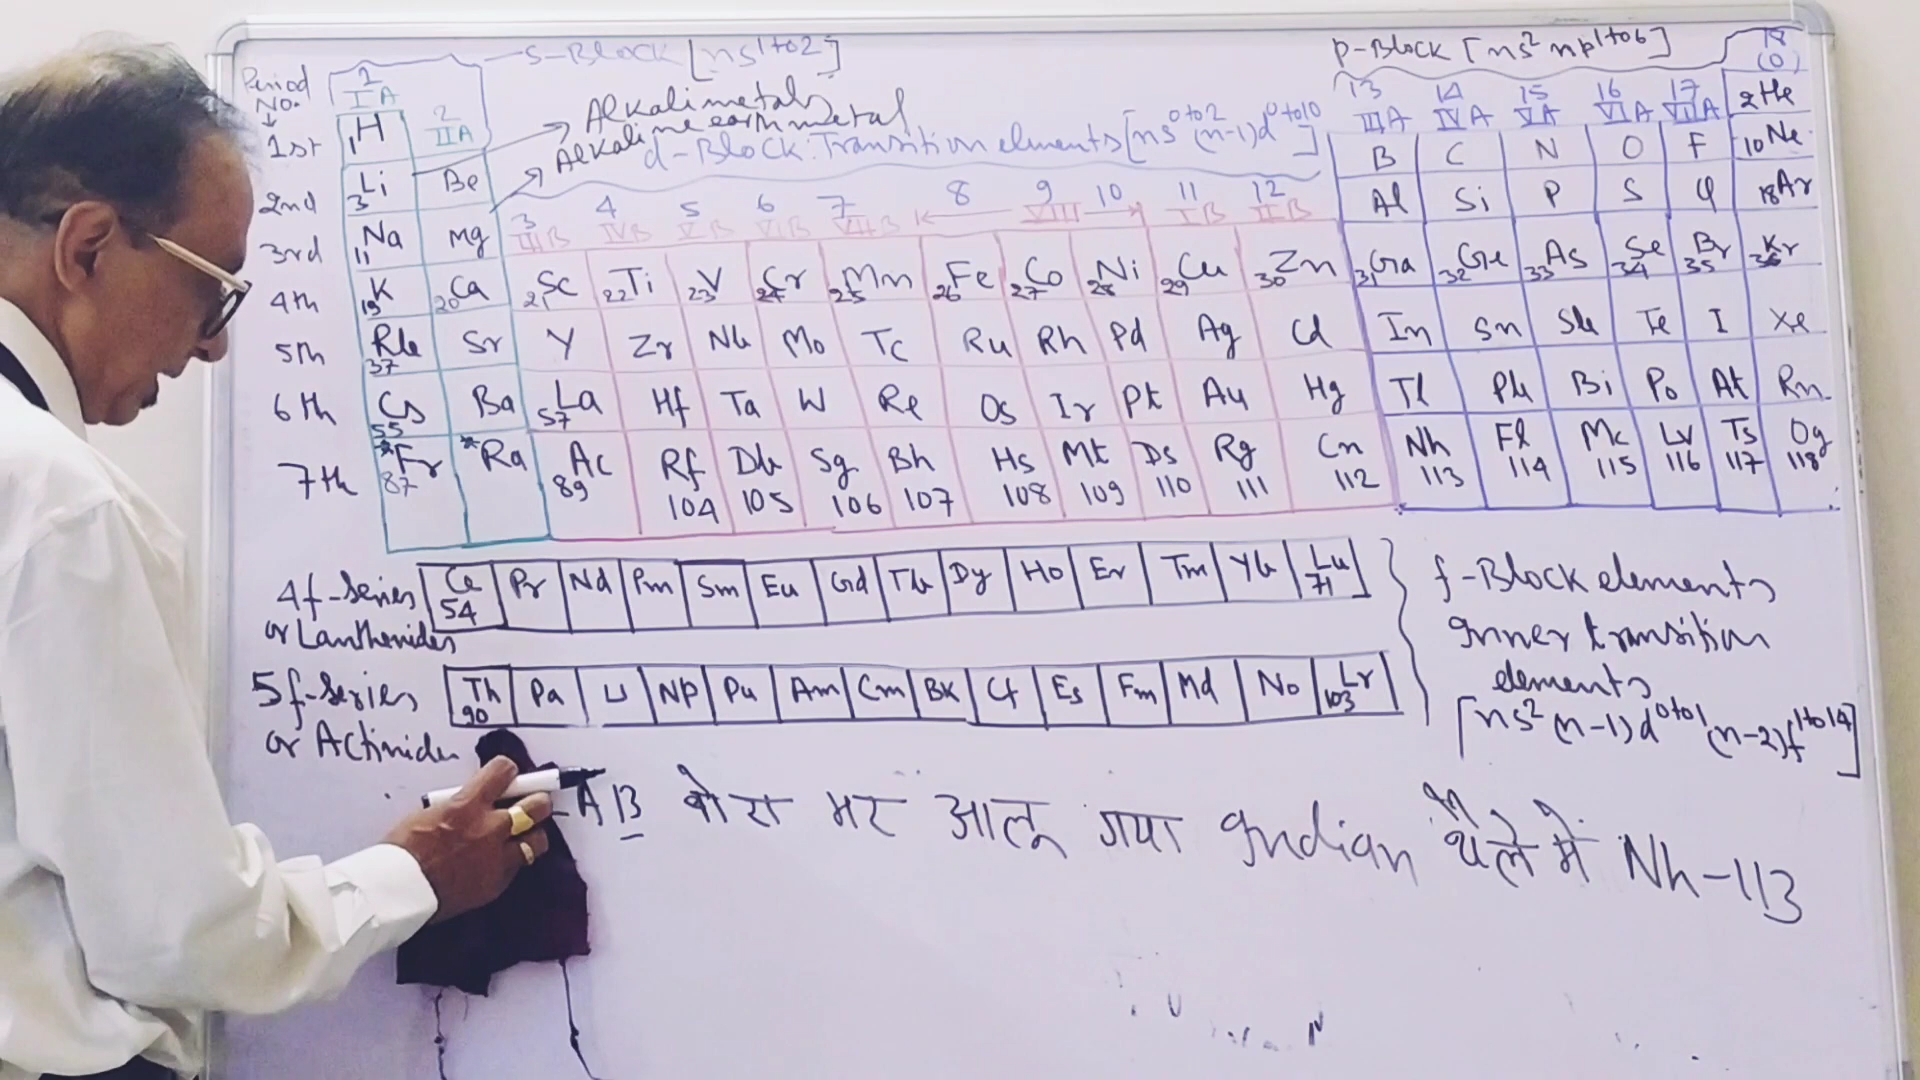 s-Block [ns1to2]
p-Block [ns2 np1to6]
18
(0)
Period
No.
1
IA
2
IIA
Alkali metals
Alkaline earth metal
d-Block: Transition elements [ns0to2 (n-1)d0to10]
13 14 15 16 17
IIIA IVA VA VIA VIIA
1st 1H 2He
B C N O F 10Ne
2nd 3Li Be
Al Si P S Cl 18Ar
3 4 5 6 7 8 9 10 11 12
IIIB IVB VB VIB VIIB VIII IB IIB
3rd 11Na Mg
4th 19K 20Ca 21Sc 22Ti 23V 24Cr 25Mn 26Fe 27Co 28Ni 29Cu 30Zn 31Ga 32Ge 33As 34Se 35Br 36Kr
5th 37Rb Sr Y Zr Nb Mo Tc Ru Rh Pd Ag Cd In Sn Sb Te I Xe
6th 55Cs Ba 57La Hf Ta W Re Os Ir Pt Au Hg Tl Pb Bi Po At Rn
7th *Fr *Ra Ac Rf Db Sg Bh Hs Mt Ds Rg Cn Nh Fl Mc Lv Ts Og
87 89 104 105 106 107 108 109 110 111 112 113 114 115 116 117 118
4f-series Ce Pr Nd Pm Sm Eu Gd Tb Dy Ho Er Tm Yb Lu
54 71
or Lanthenides
f-Block elements
Inner transition
elements
[ns2 (n-1)d0to1 (n-2)f1to14]
5f-series Th Pa U Np Pu Am Cm Bk Cf Es Fm Md No Lr
90 103
or Actinides
AB बोरा भर आलू गया Indian थैले में Nh-113